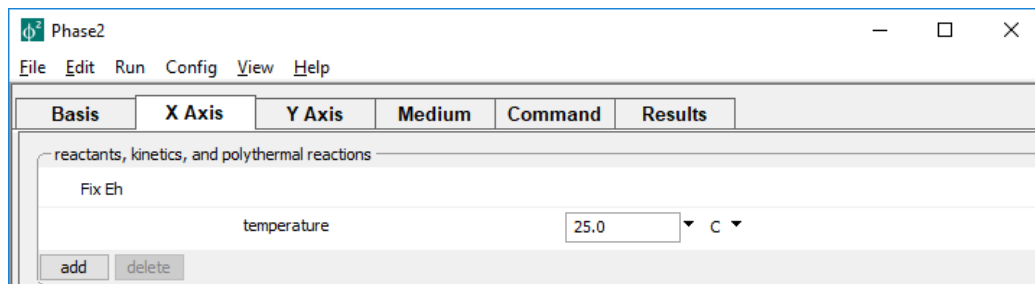 ϕ² Phase2
File Edit Run Config View Help
Basis X Axis Y Axis Medium Command Results
reactants, kinetics, and polythermal reactions
Fix Eh
temperature 25.0 C
add delete